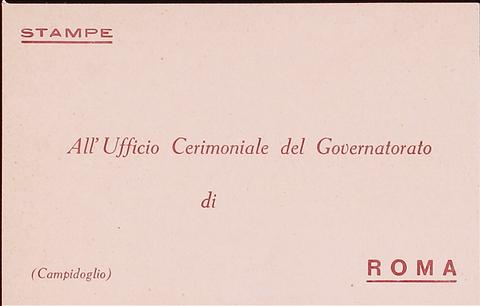 STAMPE
All' Ufficio Cerimoniale del Governatorato
di
(Campidoglio)
ROMA